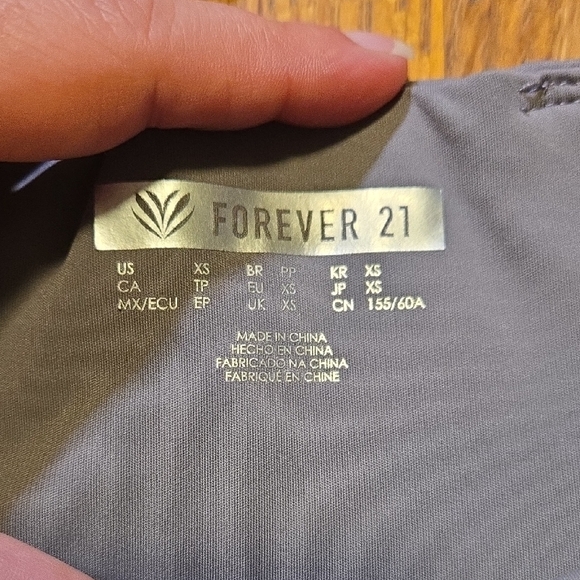 FOREVER 21
US XS BR PP KR XS
CA TP EU XS JP XS
MX/ECU EP UK XS CN 155/60A
MADE IN CHINA
HECHO EN CHINA
FABRICADO NA CHINA
FABRIQUÉ EN CHINE